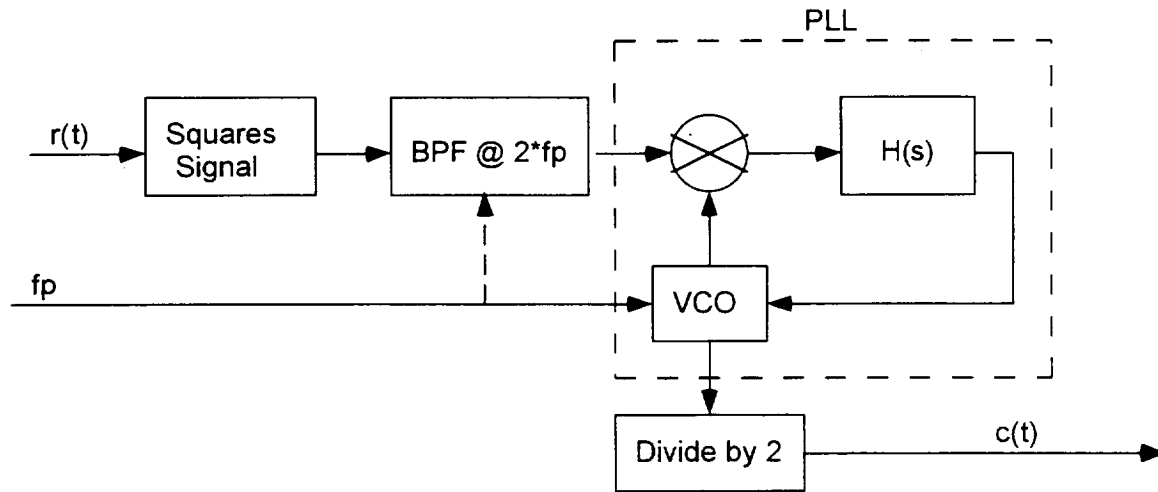 PLL
r(t)
Squares
Signal
BPF @ 2*fp
H(s)
fp
VCO
Divide by 2
c(t)